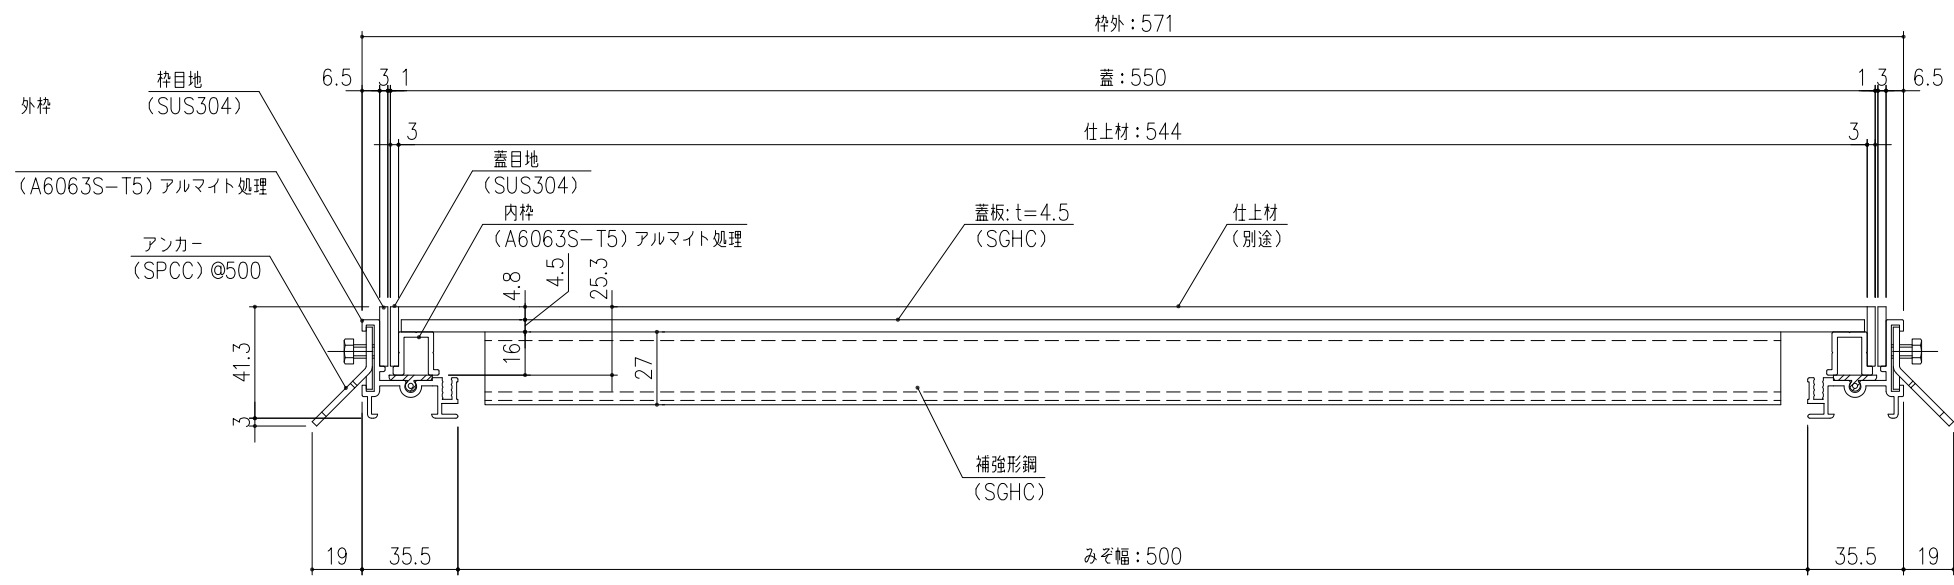 枠外：571
6.5
3
1
蓋：550
1
3
6.5
枠目地
(SUS304)
外枠
(A6063S-T5) アルマイト処理
3
仕上材：544
3
蓋目地
(SUS304)
内枠
(A6063S-T5) アルマイト処理
蓋板: t=4.5
(SGHC)
仕上材
(別途)
アンカー
(SPCC) @500
4.8
4.5
25.3
41.3
16
27
3
補強形鋼
(SGHC)
19
35.5
みぞ幅：500
35.5
19